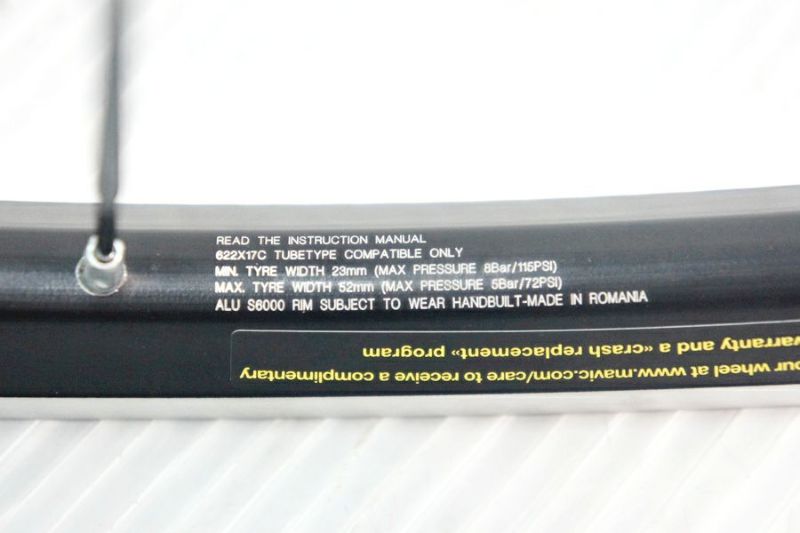 READ THE INSTRUCTION MANUAL
622X17C TUBETYPE COMPATIBLE ONLY
MIN. TYRE WIDTH 23mm (MAX PRESSURE 8Bar/115PSI)
MAX. TYRE WIDTH 52mm (MAX PRESSURE 5Bar/72PSI)
ALU S6000 RIM SUBJECT TO WEAR HANDBUILT-MADE IN ROMANIA
our wheel at www.mavic.com/care to receive a complimentary
warranty and a «crash replacement» program